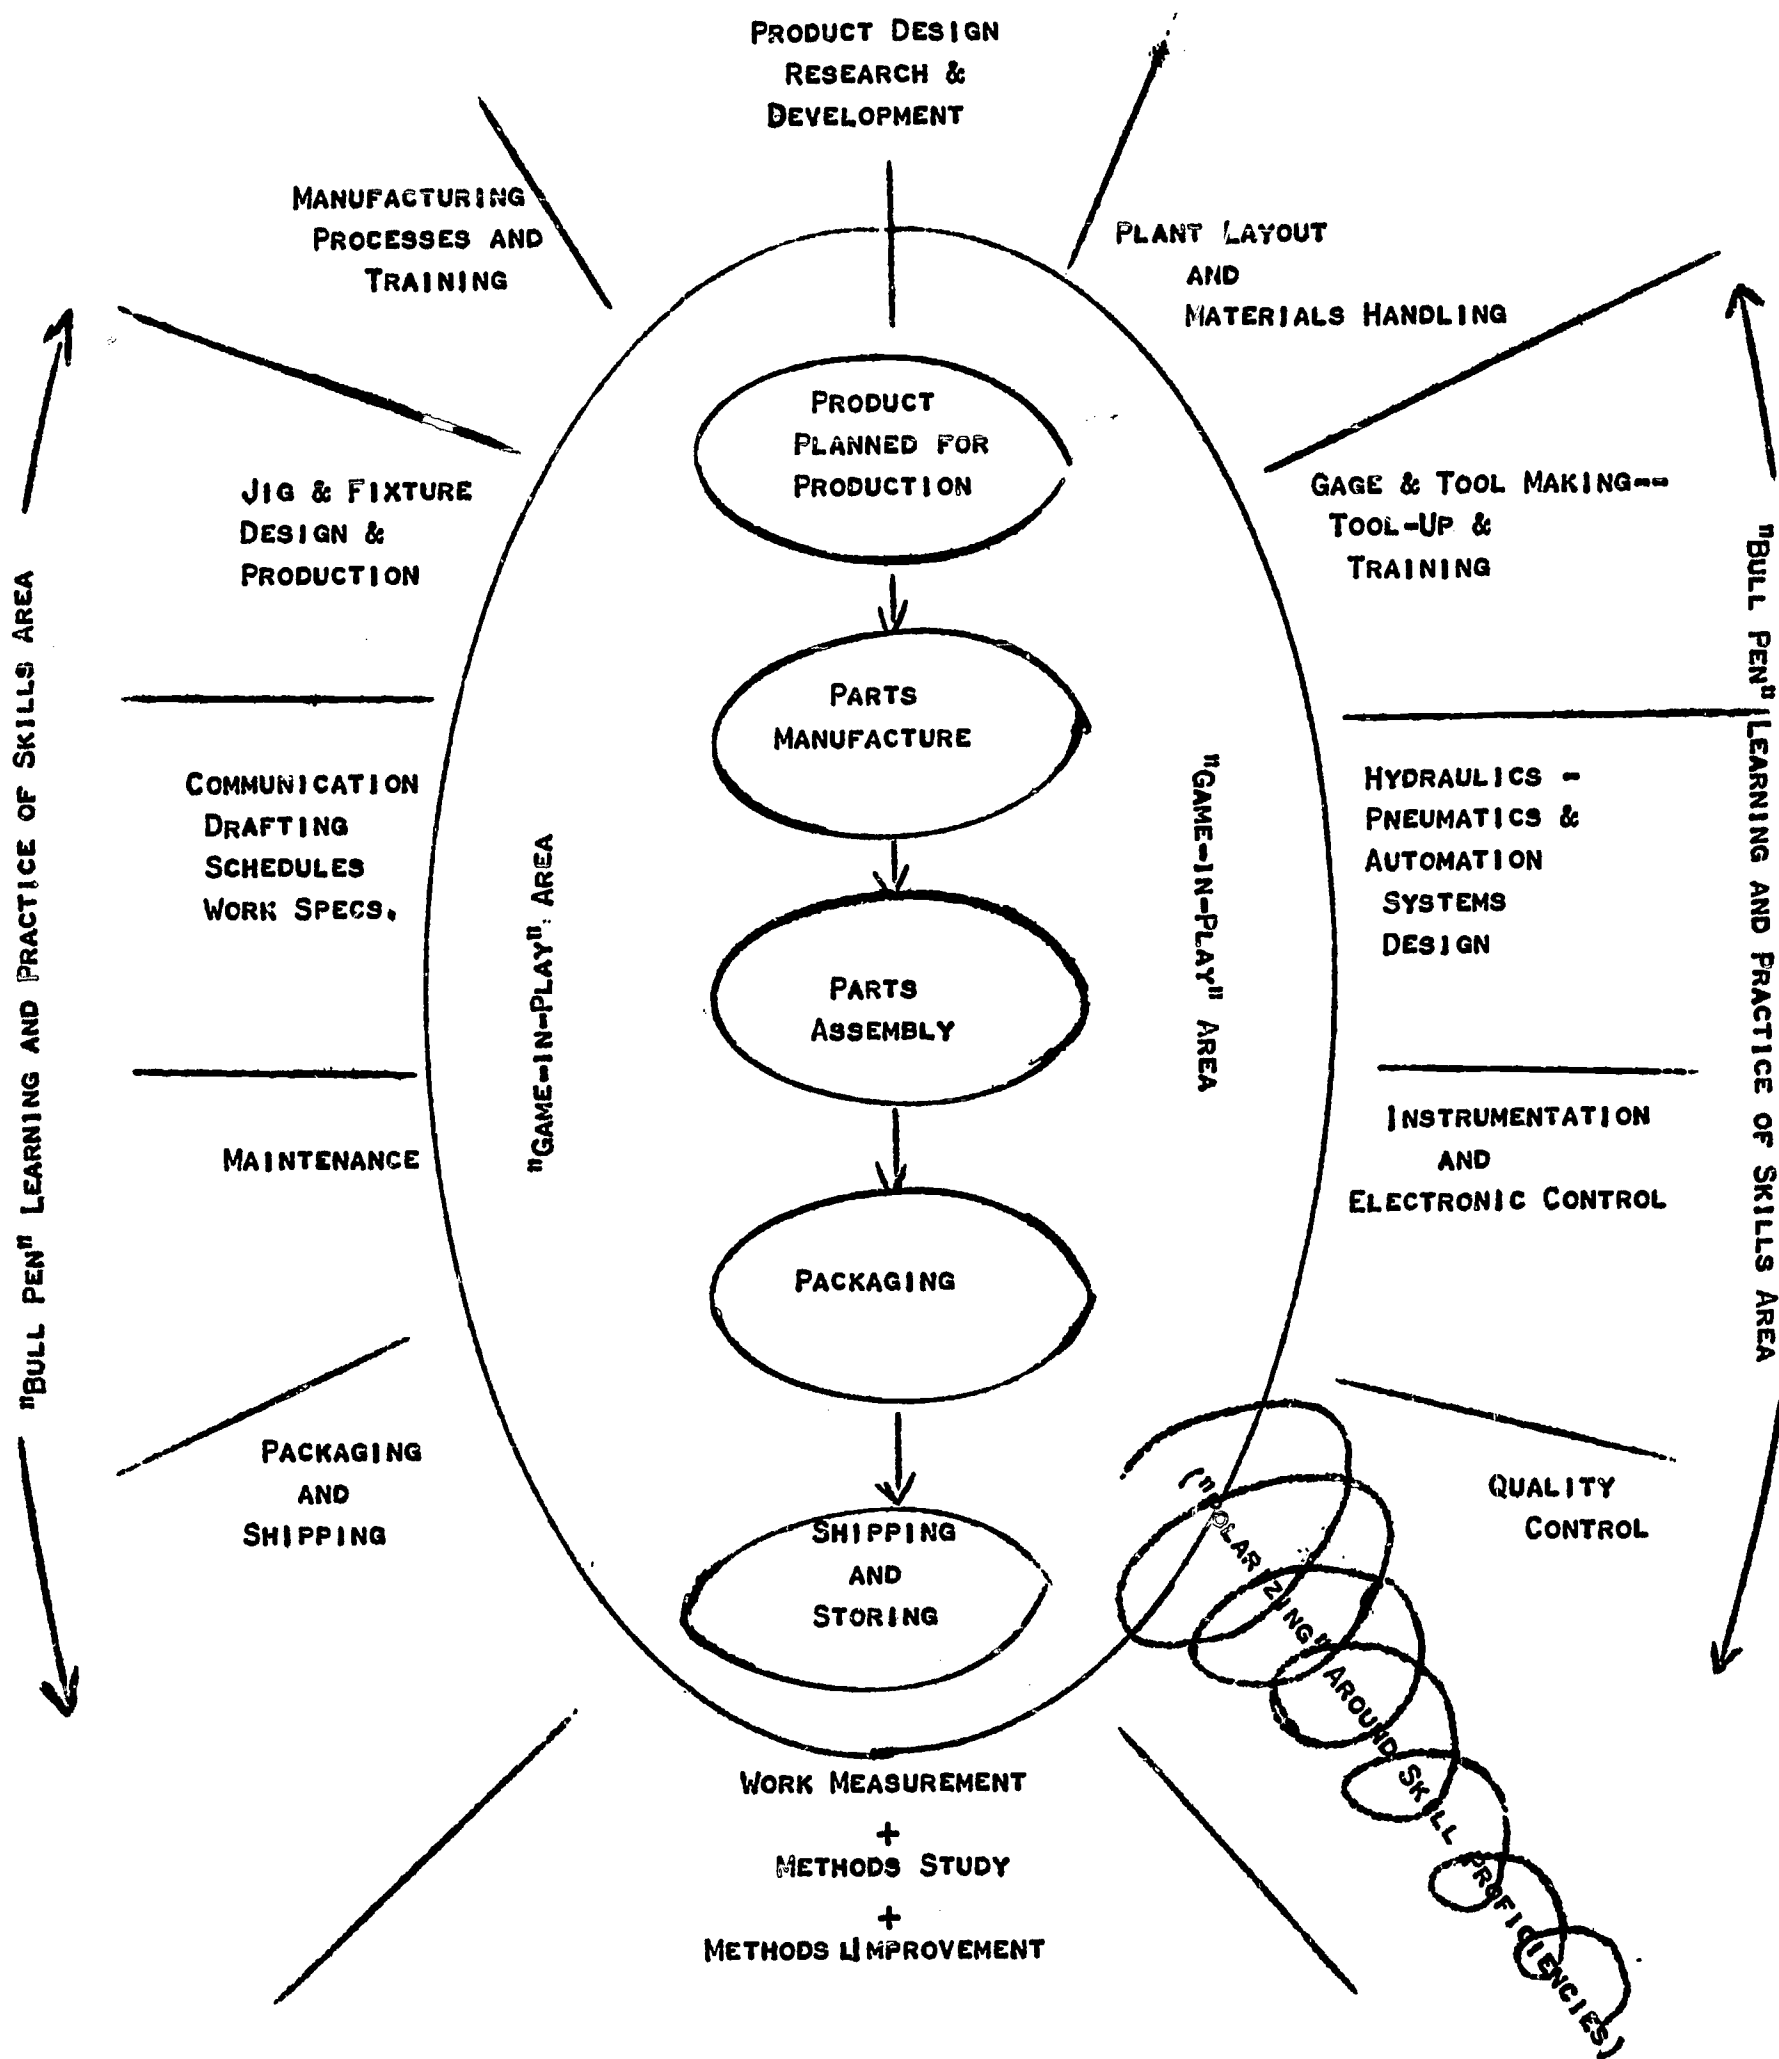 PRODUCT DESIGN
RESEARCH &
DEVELOPMENT
MANUFACTURING
PROCESSES AND
TRAINING
PLANT LAYOUT
AND
MATERIALS HANDLING
JIG & FIXTURE
DESIGN &
PRODUCTION
PRODUCT
PLANNED FOR
PRODUCTION
GAGE & TOOL MAKING--
TOOL-UP &
TRAINING
"BULL PEN" LEARNING AND PRACTICE OF SKILLS AREA
COMMUNICATION
DRAFTING
SCHEDULES
WORK SPECS.
"GAME-IN-PLAY": AREA
PARTS
MANUFACTURE
"GAME-IN-PLAY" AREA
HYDRAULICS -
PNEUMATICS &
AUTOMATION
SYSTEMS
DESIGN
"BULL PEN" LEARNING AND PRACTICE OF SKILLS AREA
PARTS
ASSEMBLY
MAINTENANCE
INSTRUMENTATION
AND
ELECTRONIC CONTROL
PACKAGING
PACKAGING
AND
SHIPPING
SHIPPING
AND
STORING
QUALITY
CONTROL
("POLARIZING" AROUND SKILL PROFICIENCIES)
WORK MEASUREMENT
+
METHODS STUDY
+
METHODS IMPROVEMENT